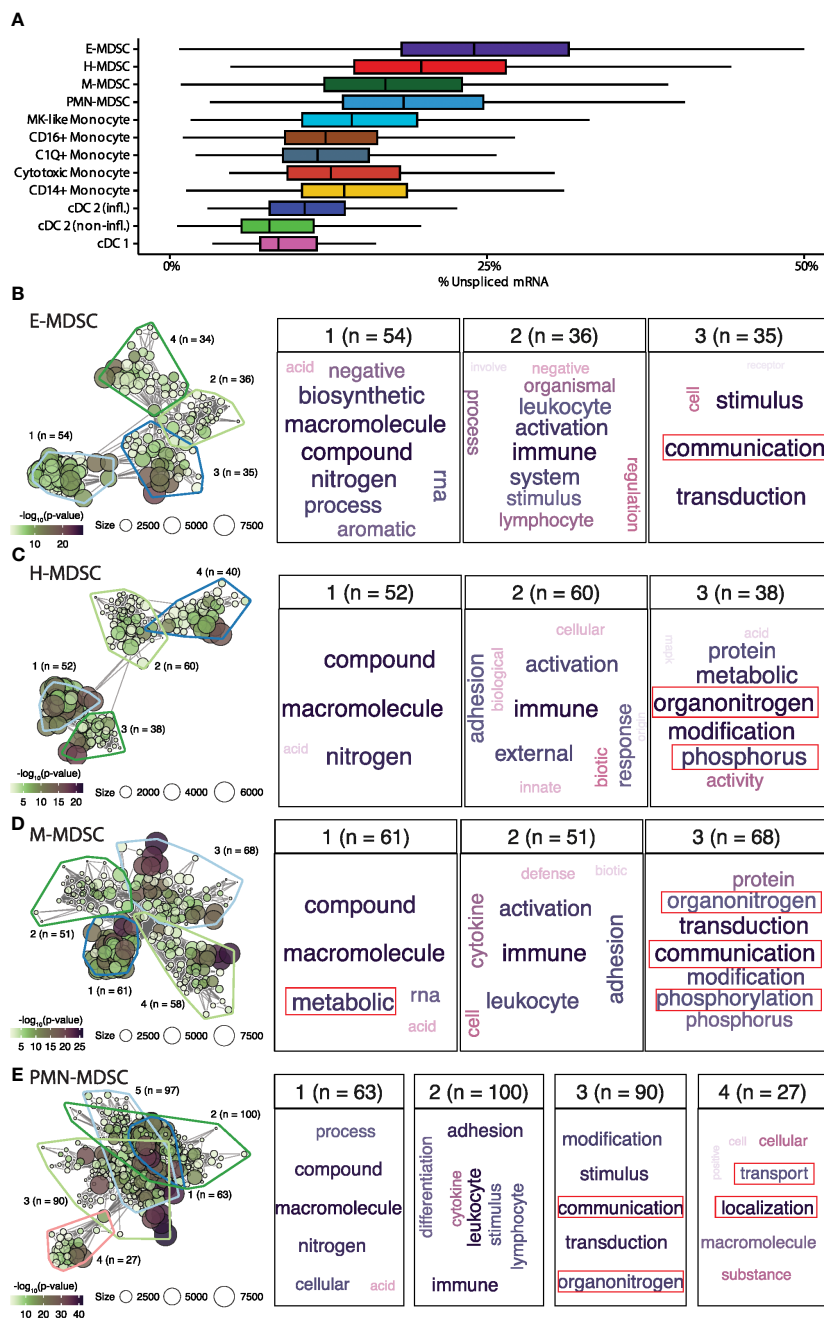 A
E-MDSC
H-MDSC
M-MDSC
PMN-MDSC
MK-like Monocyte
CD16+ Monocyte
C1Q+ Monocyte
Cytotoxic Monocyte
CD14+ Monocyte
cDC 2 (infl.)
cDC 2 (non-infl.)
cDC 1
0% 25% 50%
% Unspliced mRNA
B
E-MDSC
4 (n = 34)
2 (n = 36)
1 (n = 54)
3 (n = 35)
-log10(p-value)
10 20
Size 2500 5000 7500
1 (n = 54)
acid
negative
biosynthetic
macromolecule
compound
nitrogen
rna
process
aromatic
2 (n = 36)
involve
negative
organismal
process
leukocyte
activation
immune
system
stimulus
regulation
lymphocyte
3 (n = 35)
receptor
cell
stimulus
communication
transduction
C
H-MDSC
4 (n = 40)
1 (n = 52)
2 (n = 60)
3 (n = 38)
-log10(p-value)
5 10 15 20
Size 2000 4000 6000
1 (n = 52)
compound
macromolecule
acid
nitrogen
2 (n = 60)
cellular
adhesion
biological
activation
immune
response
origin
external
biotic
innate
3 (n = 38)
acid
mapk
protein
metabolic
organonitrogen
modification
phosphorus
activity
D
M-MDSC
3 (n = 68)
2 (n = 51)
1 (n = 61)
4 (n = 58)
-log10(p-value)
5 10 15 20 25
Size 2500 5000 7500
1 (n = 61)
compound
macromolecule
metabolic
rna
acid
2 (n = 51)
defense
biotic
cytokine
activation
immune
adhesion
leukocyte
cell
3 (n = 68)
protein
organonitrogen
transduction
communication
modification
phosphorylation
phosphorus
E
PMN-MDSC
5 (n = 97)
2 (n = 100)
3 (n = 90)
1 (n = 63)
4 (n = 27)
-log10(p-value)
10 20 30 40
Size 2500 5000 7500
1 (n = 63)
process
compound
macromolecule
nitrogen
cellular
acid
2 (n = 100)
adhesion
differentiation
cytokine
leukocyte
stimulus
lymphocyte
immune
3 (n = 90)
modification
stimulus
communication
transduction
organonitrogen
4 (n = 27)
cell
cellular
positive
transport
localization
macromolecule
substance